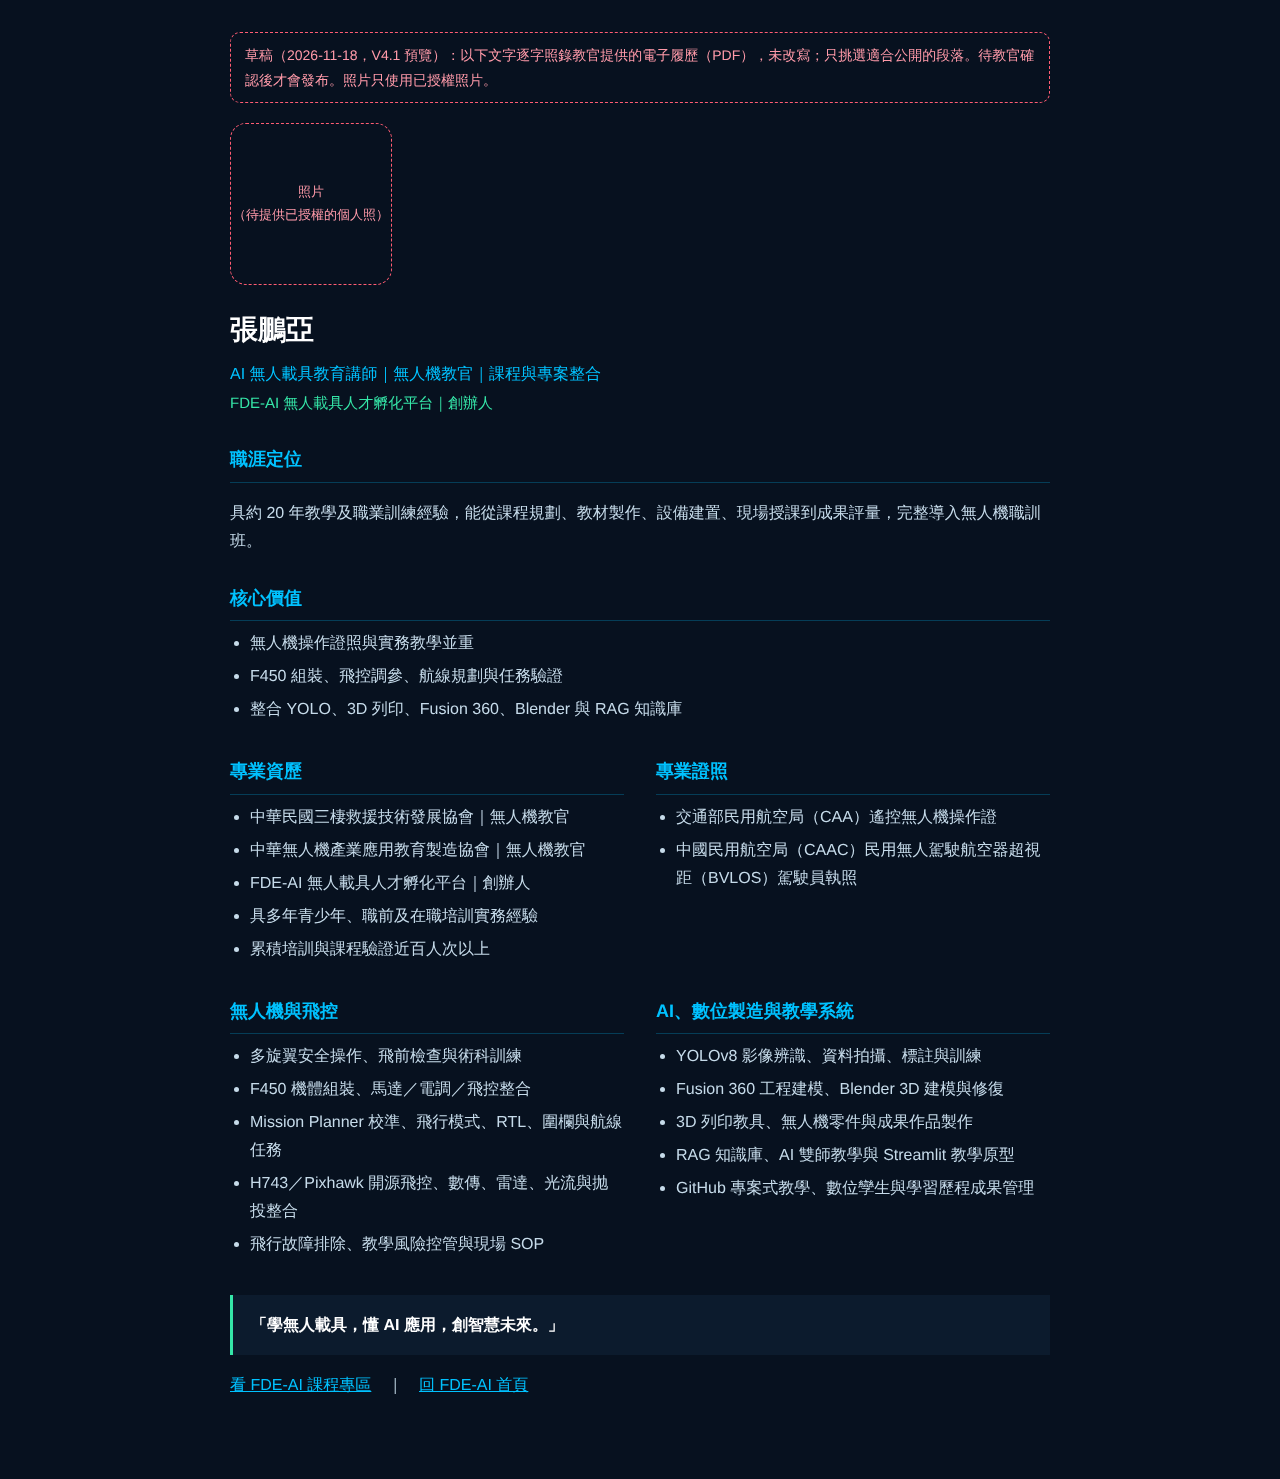 草稿（2026-11-18，V4.1 預覽）：以下文字逐字照錄教官提供的電子履歷（PDF），未改寫；只挑選適合公開的段落。待教官確
認後才會發布。照片只使用已授權照片。
照片
（待提供已授權的個人照）
張鵬亞
AI 無人載具教育講師｜無人機教官｜課程與專案整合
FDE-AI 無人載具人才孵化平台｜創辦人
職涯定位
具約 20 年教學及職業訓練經驗，能從課程規劃、教材製作、設備建置、現場授課到成果評量，完整導入無人機職訓
班。
核心價值
• 無人機操作證照與實務教學並重
• F450 組裝、飛控調參、航線規劃與任務驗證
• 整合 YOLO、3D 列印、Fusion 360、Blender 與 RAG 知識庫
專業資歷
• 中華民國三棲救援技術發展協會｜無人機教官
• 中華無人機產業應用教育製造協會｜無人機教官
• FDE-AI 無人載具人才孵化平台｜創辦人
• 具多年青少年、職前及在職培訓實務經驗
• 累積培訓與課程驗證近百人次以上
專業證照
• 交通部民用航空局（CAA）遙控無人機操作證
• 中國民用航空局（CAAC）民用無人駕駛航空器超視
距（BVLOS）駕駛員執照
無人機與飛控
• 多旋翼安全操作、飛前檢查與術科訓練
• F450 機體組裝、馬達／電調／飛控整合
• Mission Planner 校準、飛行模式、RTL、圍欄與航線
任務
• H743／Pixhawk 開源飛控、數傳、雷達、光流與拋
投整合
• 飛行故障排除、教學風險控管與現場 SOP
AI、數位製造與教學系統
• YOLOv8 影像辨識、資料拍攝、標註與訓練
• Fusion 360 工程建模、Blender 3D 建模與修復
• 3D 列印教具、無人機零件與成果作品製作
• RAG 知識庫、AI 雙師教學與 Streamlit 教學原型
• GitHub 專案式教學、數位孿生與學習歷程成果管理
「學無人載具，懂 AI 應用，創智慧未來。」
看 FDE-AI 課程專區 ｜ 回 FDE-AI 首頁